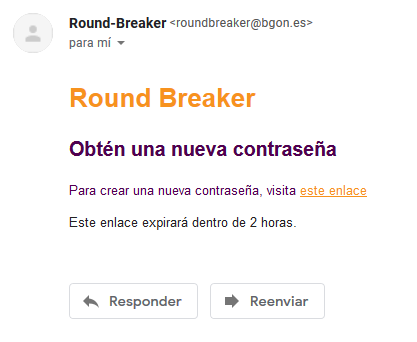 Round-Breaker <roundbreaker@bgon.es>
para mí
Round Breaker
Obtén una nueva contraseña
Para crear una nueva contraseña, visita este enlace
Este enlace expirará dentro de 2 horas.
Responder
Reenviar